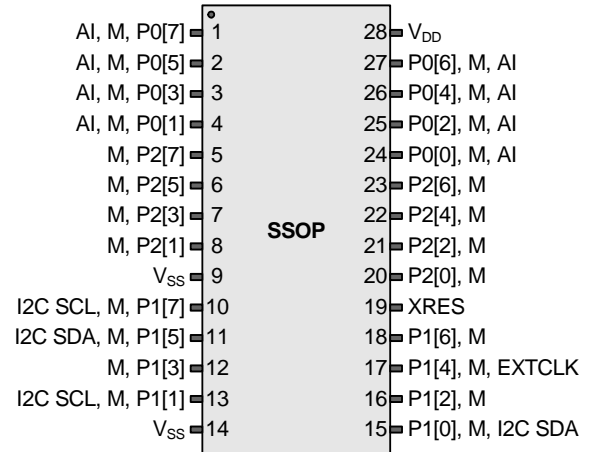 AI, M, P0[7] 1 28 VDD
AI, M, P0[5] 2 27 P0[6], M, AI
AI, M, P0[3] 3 26 P0[4], M, AI
AI, M, P0[1] 4 25 P0[2], M, AI
M, P2[7] 5 24 P0[0], M, AI
M, P2[5] 6 23 P2[6], M
M, P2[3] 7 22 P2[4], M
SSOP
M, P2[1] 8 21 P2[2], M
VSS 9 20 P2[0], M
I2C SCL, M, P1[7] 10 19 XRES
I2C SDA, M, P1[5] 11 18 P1[6], M
M, P1[3] 12 17 P1[4], M, EXTCLK
I2C SCL, M, P1[1] 13 16 P1[2], M
VSS 14 15 P1[0], M, I2C SDA